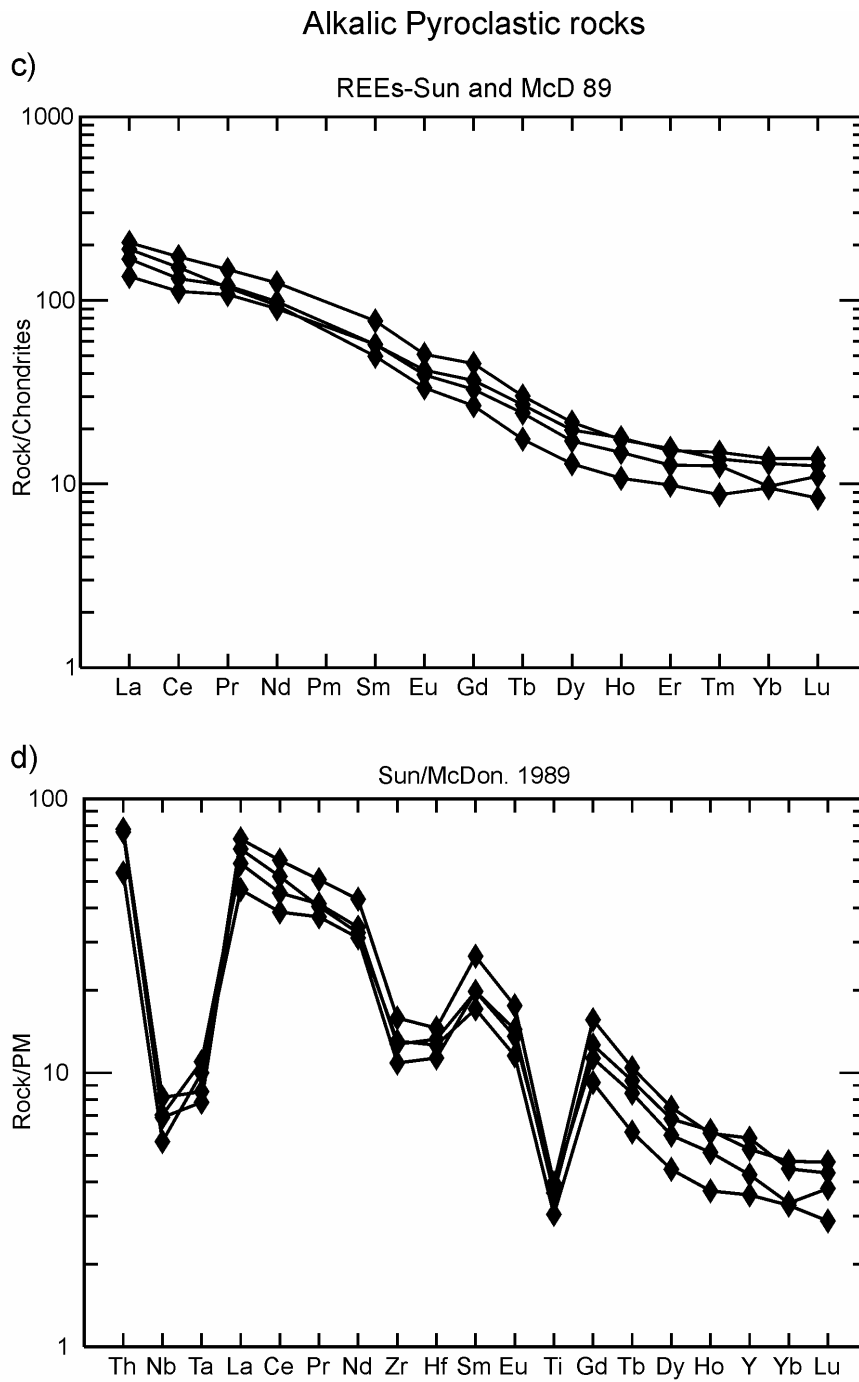 Alkalic Pyroclastic rocks
c)
REEs-Sun and McD 89
1000
100
10
1
Rock/Chondrites
La Ce Pr Nd Pm Sm Eu Gd Tb Dy Ho Er Tm Yb Lu
d)
Sun/McDon. 1989
100
10
1
Rock/PM
Th Nb Ta La Ce Pr Nd Zr Hf Sm Eu Ti Gd Tb Dy Ho Y Yb Lu